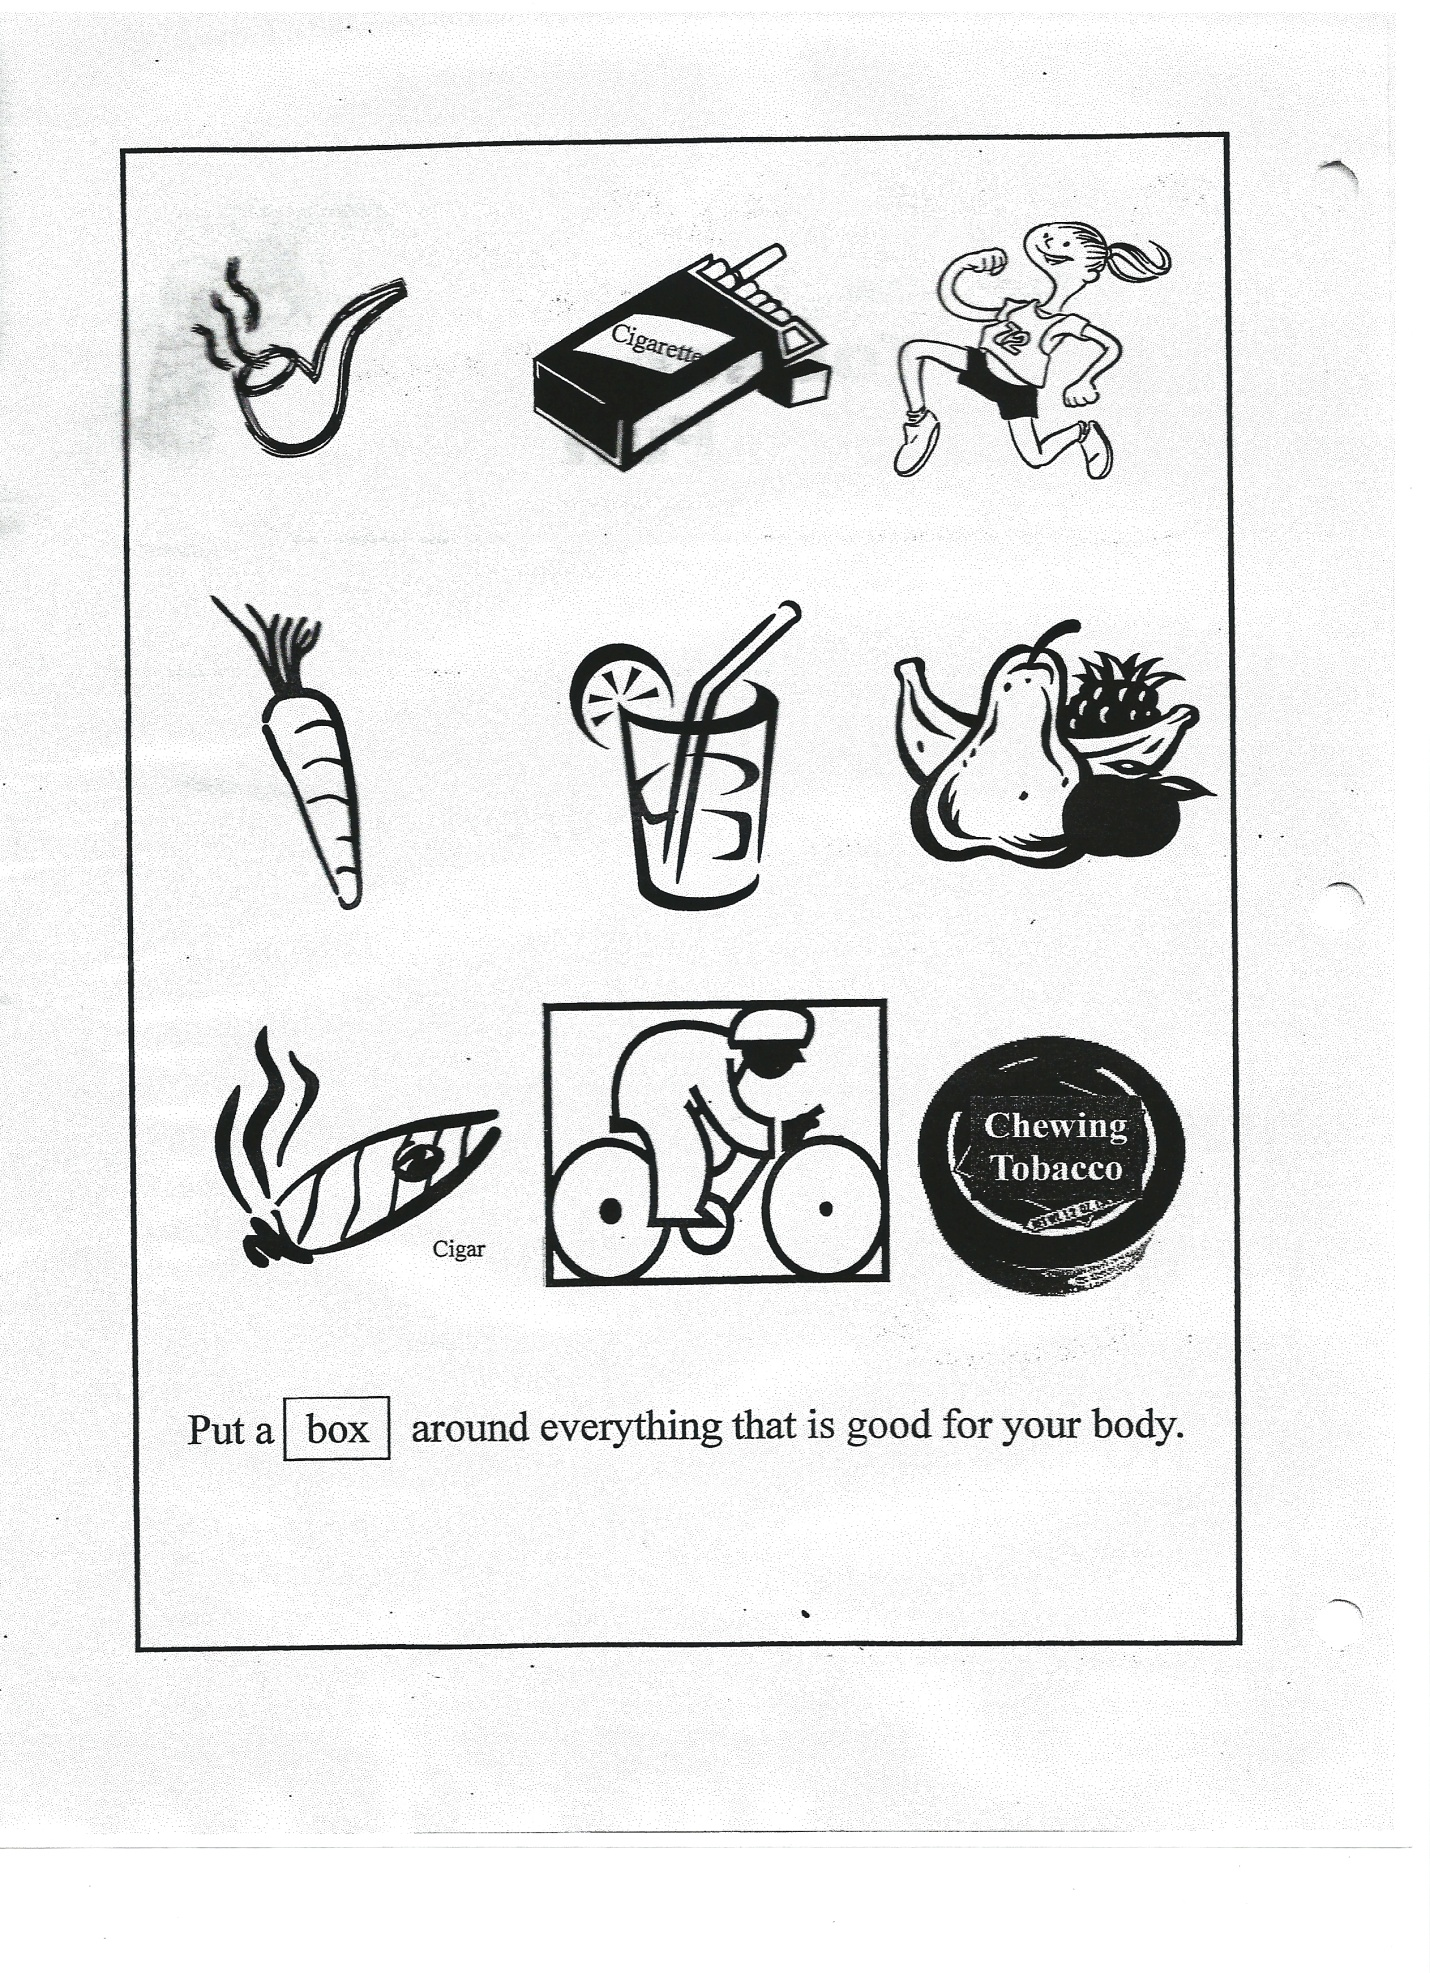 Cigarette
Cigar
Chewing
Tobacco
Put a box around everything that is good for your body.